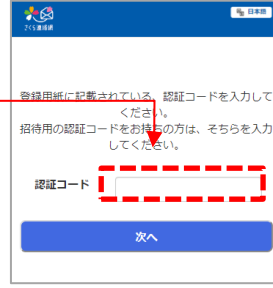 さくら連絡網
日本語
登録用紙に記載されている、認証コードを入力して
ください。
招待用の認証コードをお持ちの方は、そちらを入力
してください。
認証コード
次へ